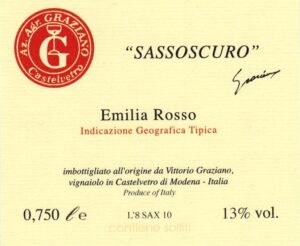 Az. Agr. GRAZIANO
G
Castelvetro
"SASSOSCURO"
Emilia Rosso
Indicazione Geografica Tipica
imbottigliato all'origine da Vittorio Graziano,
vignaiolo in Castelvetro di Modena - Italia
Produce of Italy
0,750 ℓ e
L'8 SAX 10
13% vol.
contiene solfiti